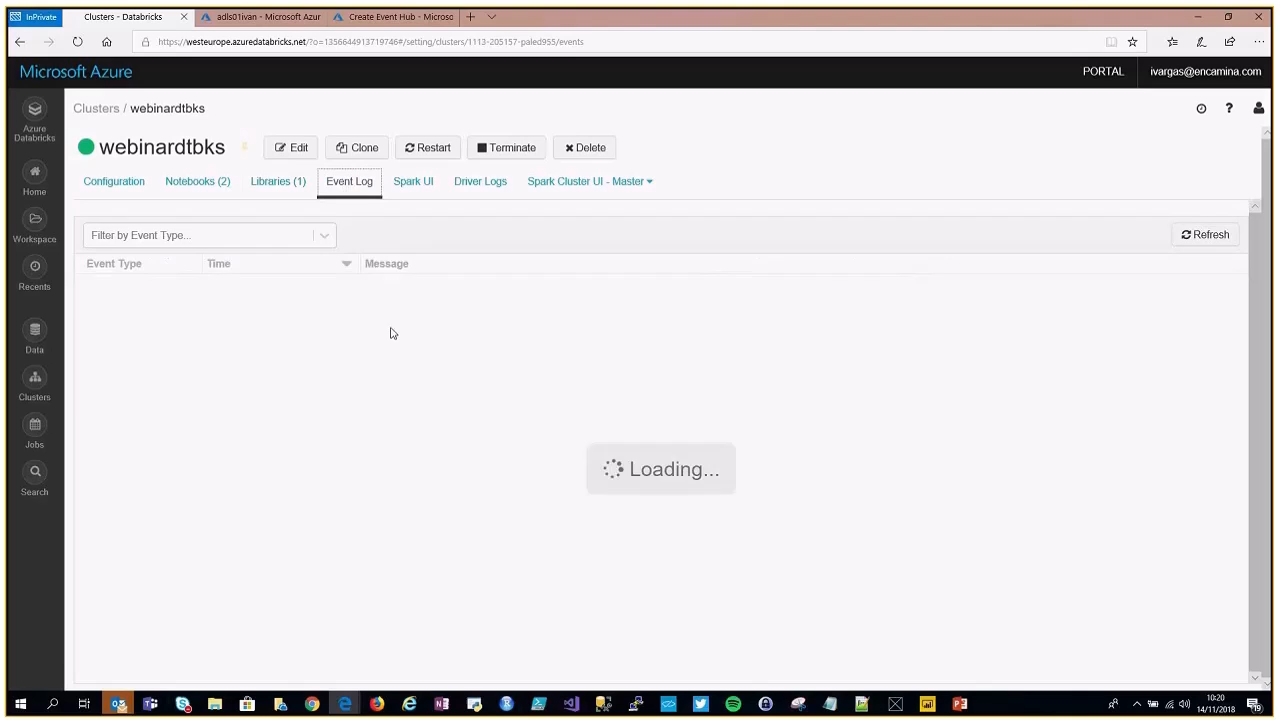 InPrivate
Clusters - Databricks
adls01ivan - Microsoft Azur
Create Event Hub - Microso
https://westeurope.azuredatabricks.net/?o=1356644913719746#/setting/clusters/1113-205157-paled955/events
Microsoft Azure
PORTAL
ivargas@encamina.com
Azure
Databricks
Home
Workspace
Recents
Data
Clusters
Jobs
Search
Clusters / webinardtbks
webinardtbks
Edit
Clone
Restart
Terminate
Delete
Configuration
Notebooks (2)
Libraries (1)
Event Log
Spark UI
Driver Logs
Spark Cluster UI - Master
Filter by Event Type...
Refresh
Event Type
Time
Message
Loading...
10:20
14/11/2018